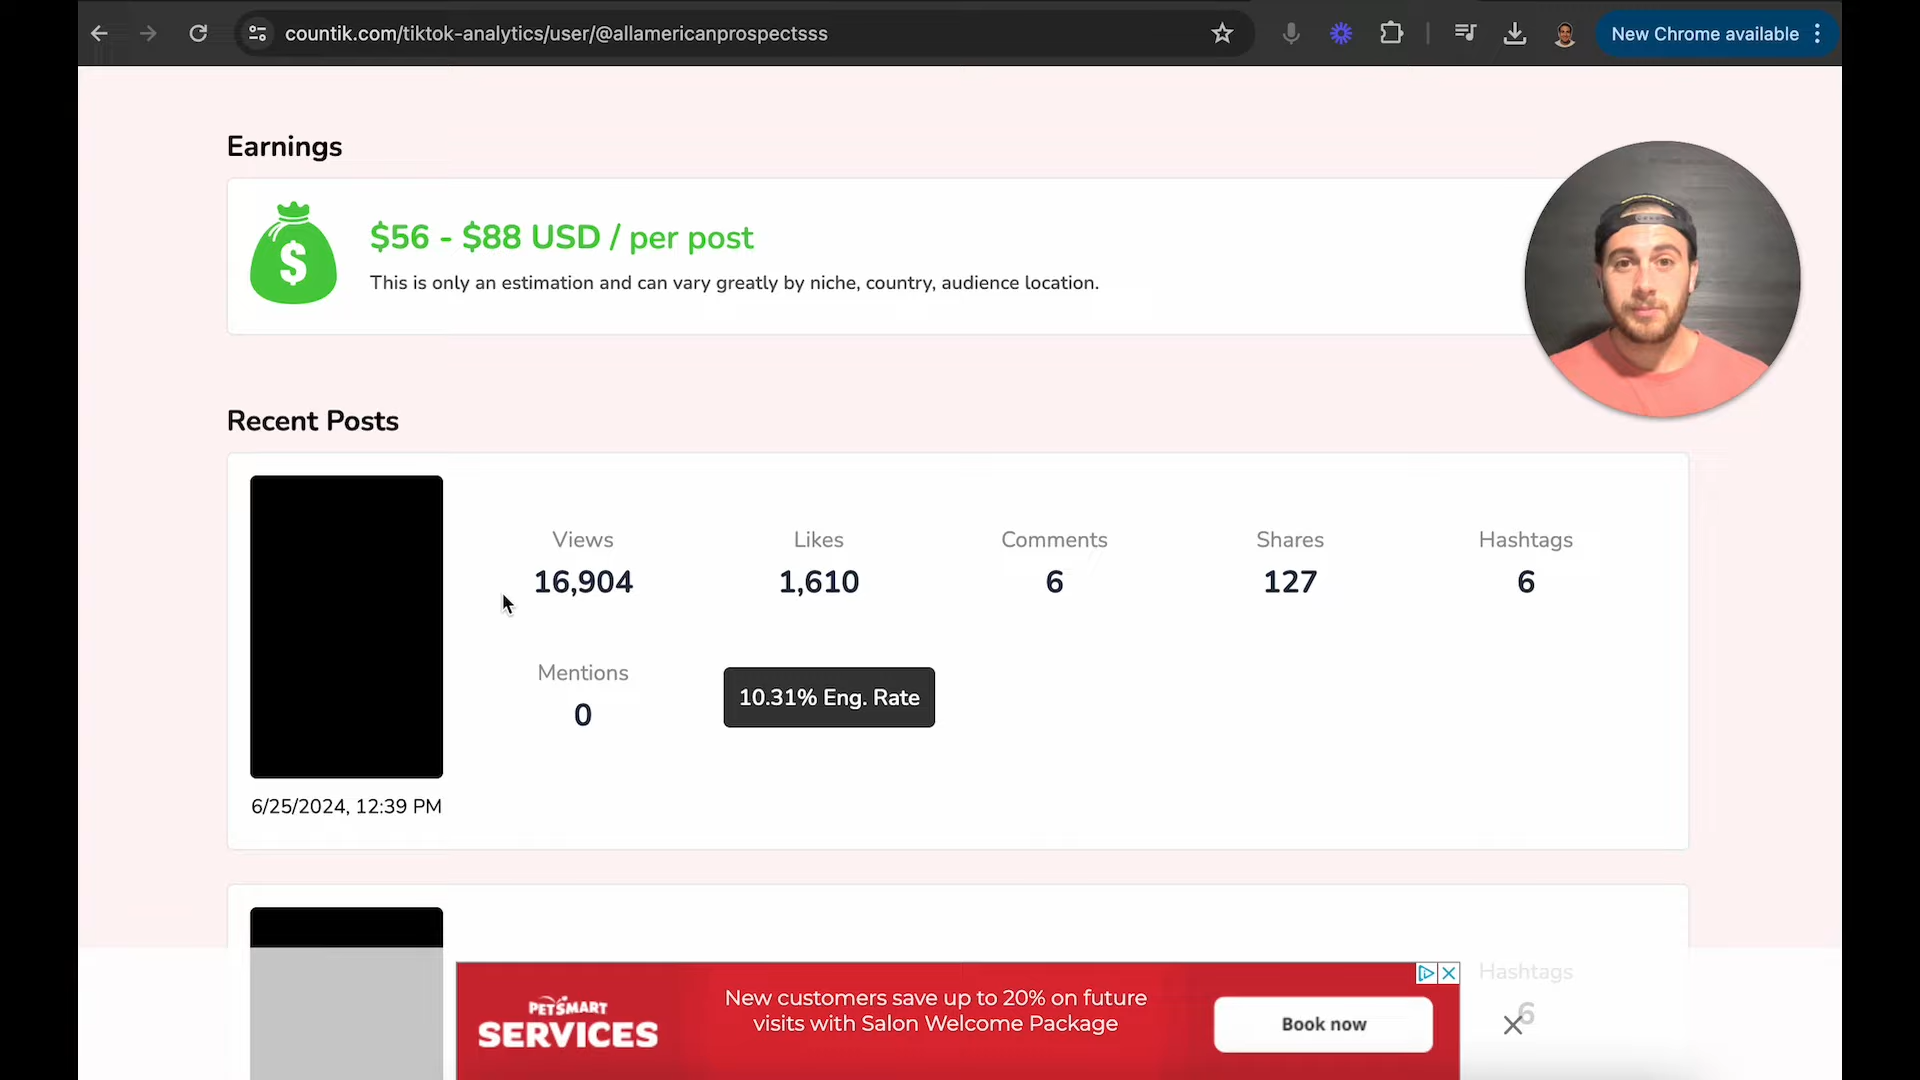 countik.com/tiktok-analytics/user/@allamericanprospectsss
New Chrome available
Earnings
$
$56 - $88 USD / per post
This is only an estimation and can vary greatly by niche, country, audience location.
Recent Posts
Views Likes Comments Shares Hashtags
16,904 1,610 6 127 6
Mentions
0
10.31% Eng. Rate
6/25/2024, 12:39 PM
Hashtags
6
PETSMART
SERVICES
New customers save up to 20% on future
visits with Salon Welcome Package
Book now